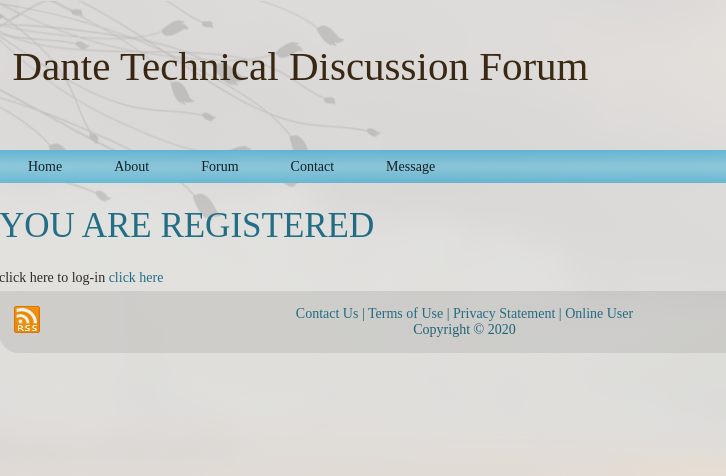 Dante Technical Discussion Forum
Home About Forum Contact Message
YOU ARE REGISTERED
click here to log-in click here
RSS
Contact Us | Terms of Use | Privacy Statement | Online User
Copyright © 2020